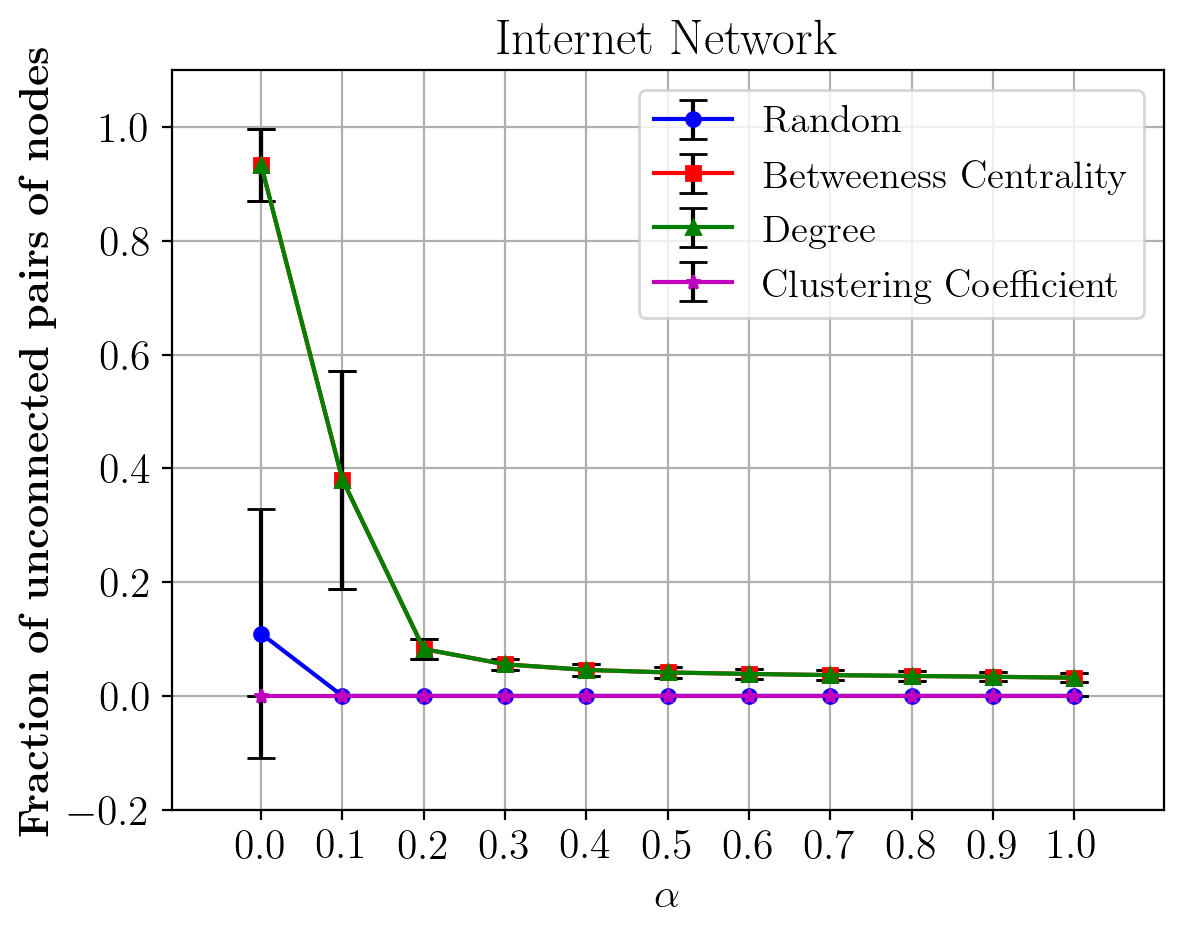 Internet Network
Fraction of unconnected pairs of nodes
1.0
0.8
0.6
0.4
0.2
0.0
−0.2
Random
Betweeness Centrality
Degree
Clustering Coefficient
0.0 0.1 0.2 0.3 0.4 0.5 0.6 0.7 0.8 0.9 1.0
α